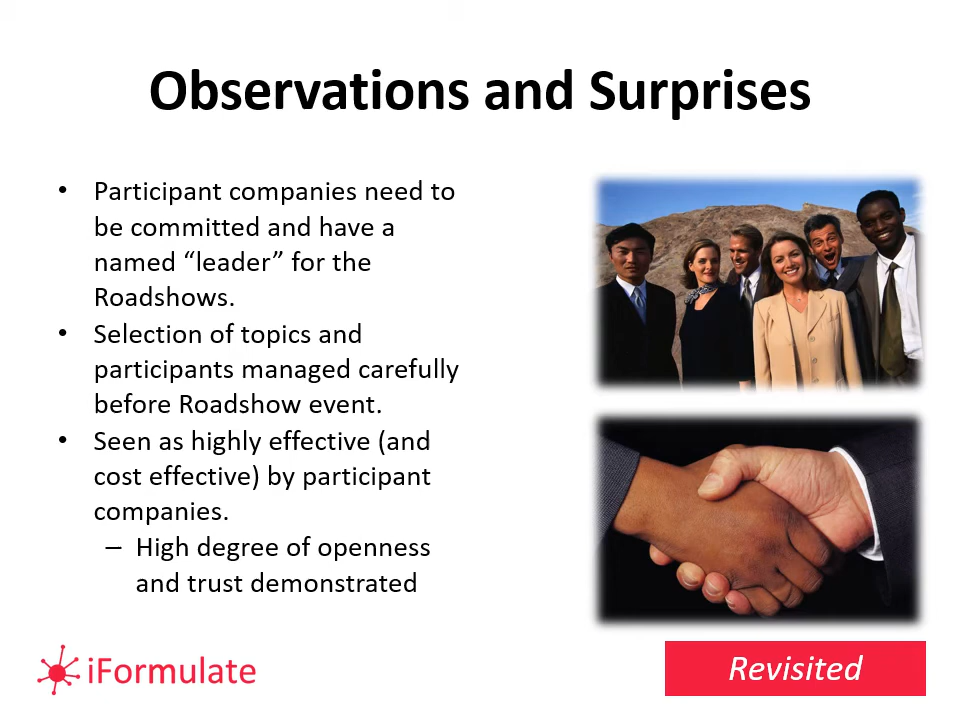 Observations and Surprises
• Participant companies need to
be committed and have a
named “leader” for the
Roadshows.
• Selection of topics and
participants managed carefully
before Roadshow event.
• Seen as highly effective (and
cost effective) by participant
companies.
– High degree of openness
and trust demonstrated
iFormulate
Revisited